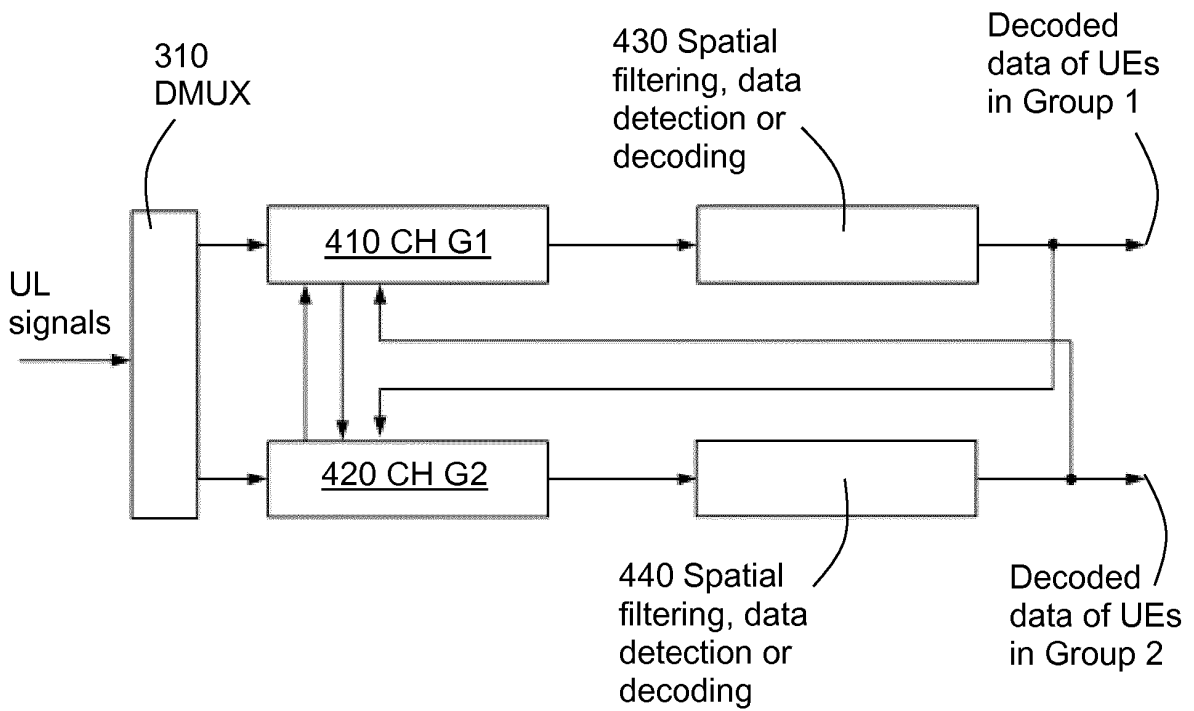 310
DMUX
430 Spatial
filtering, data
detection or
decoding
Decoded
data of UEs
in Group 1
410 CH G1
UL
signals
420 CH G2
440 Spatial
filtering, data
detection or
decoding
Decoded
data of UEs
in Group 2